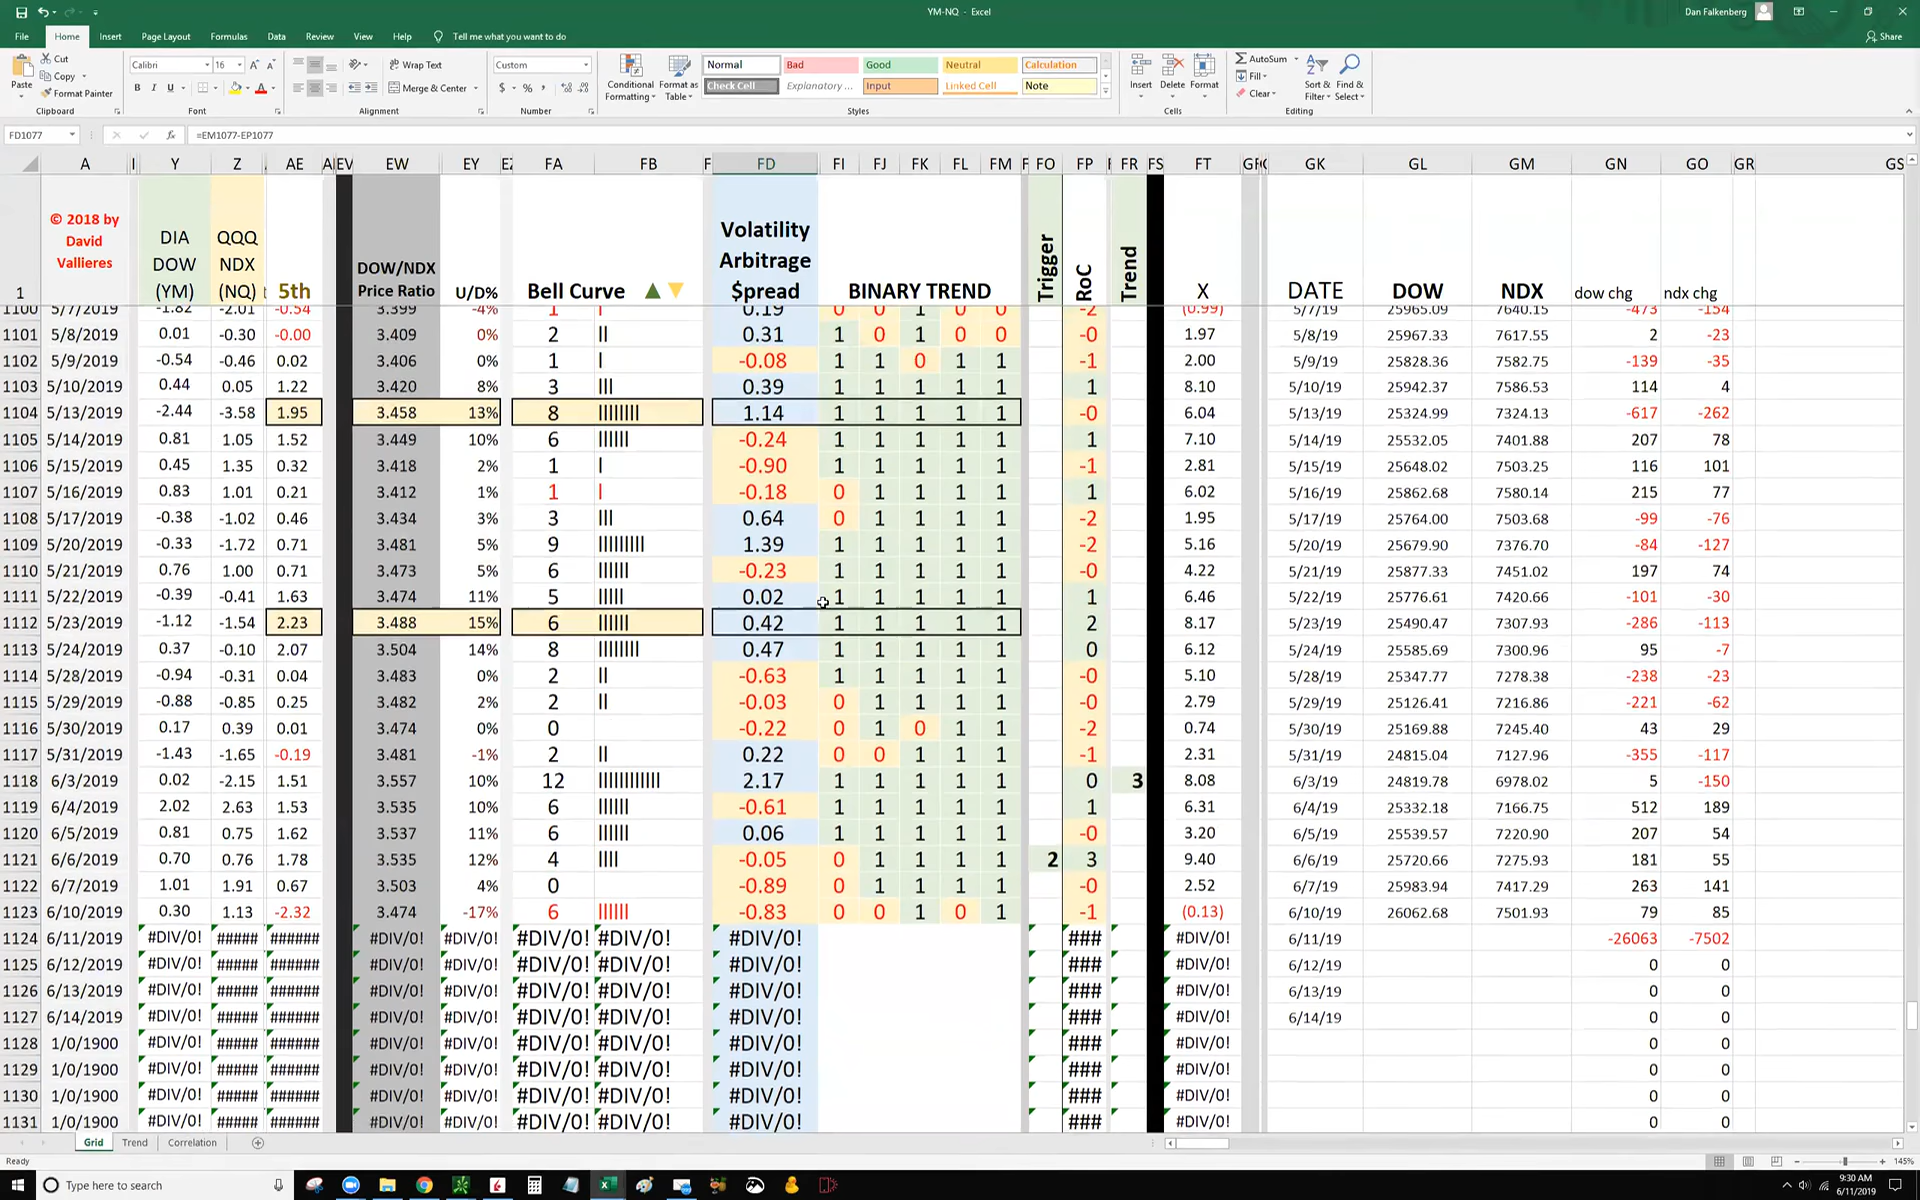 YM-NQ - Excel
Dan Falkenberg
File Home Insert Page Layout Formulas Data Review View Help Tell me what you want to do
Share
Cut
Copy
Format Painter
Paste
Clipboard
Calibri 16
B I U
Font
Wrap Text
Merge & Center
Alignment
Custom
$ % ,
Number
Conditional Formatting
Format as Table
Normal Bad Good Neutral Calculation
Check Cell Explanatory ... Input Linked Cell Note
Styles
Insert Delete Format
Cells
AutoSum
Fill
Clear
Sort & Filter
Find & Select
Editing
FD1077 fx =EM1077-EP1077
A I Y Z AE EV EW EY EZ FA FB F FD FI FJ FK FL FM F FO FP FR FS FT GK GL GM GN GO GR GS
1 © 2018 by David Vallieres DIA DOW (YM) QQQ NDX (NQ) 5th DOW/NDX Price Ratio U/D% Bell Curve ▲ ▼ Volatility Arbitrage $pread BINARY TREND Trigger RoC Trend X DATE DOW NDX dow chg ndx chg
1100 5/7/2019 -1.82 -2.01 -0.54 3.399 -4% 1 I 0.19 0 0 1 0 0 -2 (0.99) 5/7/19 25965.09 7640.15 -473 -154
1101 5/8/2019 0.01 -0.30 -0.00 3.409 0% 2 II 0.31 1 0 1 0 0 -0 1.97 5/8/19 25967.33 7617.55 2 -23
1102 5/9/2019 -0.54 -0.46 0.02 3.406 0% 1 I -0.08 1 1 0 1 1 -1 2.00 5/9/19 25828.36 7582.75 -139 -35
1103 5/10/2019 0.44 0.05 1.22 3.420 8% 3 III 0.39 1 1 1 1 1 1 8.10 5/10/19 25942.37 7586.53 114 4
1104 5/13/2019 -2.44 -3.58 1.95 3.458 13% 8 IIIIIIII 1.14 1 1 1 1 1 -0 6.04 5/13/19 25324.99 7324.13 -617 -262
1105 5/14/2019 0.81 1.05 1.52 3.449 10% 6 IIIIII -0.24 1 1 1 1 1 1 7.10 5/14/19 25532.05 7401.88 207 78
1106 5/15/2019 0.45 1.35 0.32 3.418 2% 1 I -0.90 1 1 1 1 1 -1 2.81 5/15/19 25648.02 7503.25 116 101
1107 5/16/2019 0.83 1.01 0.21 3.412 1% 1 I -0.18 0 1 1 1 1 1 6.02 5/16/19 25862.68 7580.14 215 77
1108 5/17/2019 -0.38 -1.02 0.46 3.434 3% 3 III 0.64 0 1 1 1 1 -2 1.95 5/17/19 25764.00 7503.68 -99 -76
1109 5/20/2019 -0.33 -1.72 0.71 3.481 5% 9 IIIIIIIII 1.39 1 1 1 1 1 -2 5.16 5/20/19 25679.90 7376.70 -84 -127
1110 5/21/2019 0.76 1.00 0.71 3.473 5% 6 IIIIII -0.23 1 1 1 1 1 -0 4.22 5/21/19 25877.33 7451.02 197 74
1111 5/22/2019 -0.39 -0.41 1.63 3.474 11% 5 IIIII 0.02 1 1 1 1 1 1 6.46 5/22/19 25776.61 7420.66 -101 -30
1112 5/23/2019 -1.12 -1.54 2.23 3.488 15% 6 IIIIII 0.42 1 1 1 1 1 2 8.17 5/23/19 25490.47 7307.93 -286 -113
1113 5/24/2019 0.37 -0.10 2.07 3.504 14% 8 IIIIIIII 0.47 1 1 1 1 1 0 6.12 5/24/19 25585.69 7300.96 95 -7
1114 5/28/2019 -0.94 -0.31 0.04 3.483 0% 2 II -0.63 1 1 1 1 1 -0 5.10 5/28/19 25347.77 7278.38 -238 -23
1115 5/29/2019 -0.88 -0.85 0.25 3.482 2% 2 II -0.03 0 1 1 1 1 -0 2.79 5/29/19 25126.41 7216.86 -221 -62
1116 5/30/2019 0.17 0.39 0.01 3.474 0% 0 -0.22 0 1 0 1 1 -2 0.74 5/30/19 25169.88 7245.40 43 29
1117 5/31/2019 -1.43 -1.65 -0.19 3.481 -1% 2 II 0.22 0 0 1 1 1 -1 2.31 5/31/19 24815.04 7127.96 -355 -117
1118 6/3/2019 0.02 -2.15 1.51 3.557 10% 12 IIIIIIIIIIII 2.17 1 1 1 1 1 0 3 8.08 6/3/19 24819.78 6978.02 5 -150
1119 6/4/2019 2.02 2.63 1.53 3.535 10% 6 IIIIII -0.61 1 1 1 1 1 1 6.31 6/4/19 25332.18 7166.75 512 189
1120 6/5/2019 0.81 0.75 1.62 3.537 11% 6 IIIIII 0.06 1 1 1 1 1 -0 3.20 6/5/19 25539.57 7220.90 207 54
1121 6/6/2019 0.70 0.76 1.78 3.535 12% 4 IIII -0.05 0 1 1 1 1 2 3 9.40 6/6/19 25720.66 7275.93 181 55
1122 6/7/2019 1.01 1.91 0.67 3.503 4% 0 -0.89 0 1 1 1 1 -0 2.52 6/7/19 25983.94 7417.29 263 141
1123 6/10/2019 0.30 1.13 -2.32 3.474 -17% 6 IIIIII -0.83 0 0 1 0 1 -1 (0.13) 6/10/19 26062.68 7501.93 79 85
1124 6/11/2019 #DIV/0! ##### ###### #DIV/0! #DIV/0! #DIV/0! #DIV/0! #DIV/0! ### #DIV/0! 6/11/19 -26063 -7502
1125 6/12/2019 #DIV/0! ##### ###### #DIV/0! #DIV/0! #DIV/0! #DIV/0! #DIV/0! ### #DIV/0! 6/12/19 0 0
1126 6/13/2019 #DIV/0! ##### ###### #DIV/0! #DIV/0! #DIV/0! #DIV/0! #DIV/0! ### #DIV/0! 6/13/19 0 0
1127 6/14/2019 #DIV/0! ##### ###### #DIV/0! #DIV/0! #DIV/0! #DIV/0! #DIV/0! ### #DIV/0! 6/14/19 0 0
1128 1/0/1900 #DIV/0! ##### ###### #DIV/0! #DIV/0! #DIV/0! #DIV/0! #DIV/0! ### #DIV/0! 0 0
1129 1/0/1900 #DIV/0! ##### ###### #DIV/0! #DIV/0! #DIV/0! #DIV/0! #DIV/0! ### #DIV/0! 0 0
1130 1/0/1900 #DIV/0! ##### ###### #DIV/0! #DIV/0! #DIV/0! #DIV/0! #DIV/0! ### #DIV/0! 0 0
1131 1/0/1900 #DIV/0! ##### ###### #DIV/0! #DIV/0! #DIV/0! #DIV/0! #DIV/0! ### #DIV/0! 0 0
Grid Trend Correlation
Ready
145%
Type here to search
9:30 AM
6/11/2019